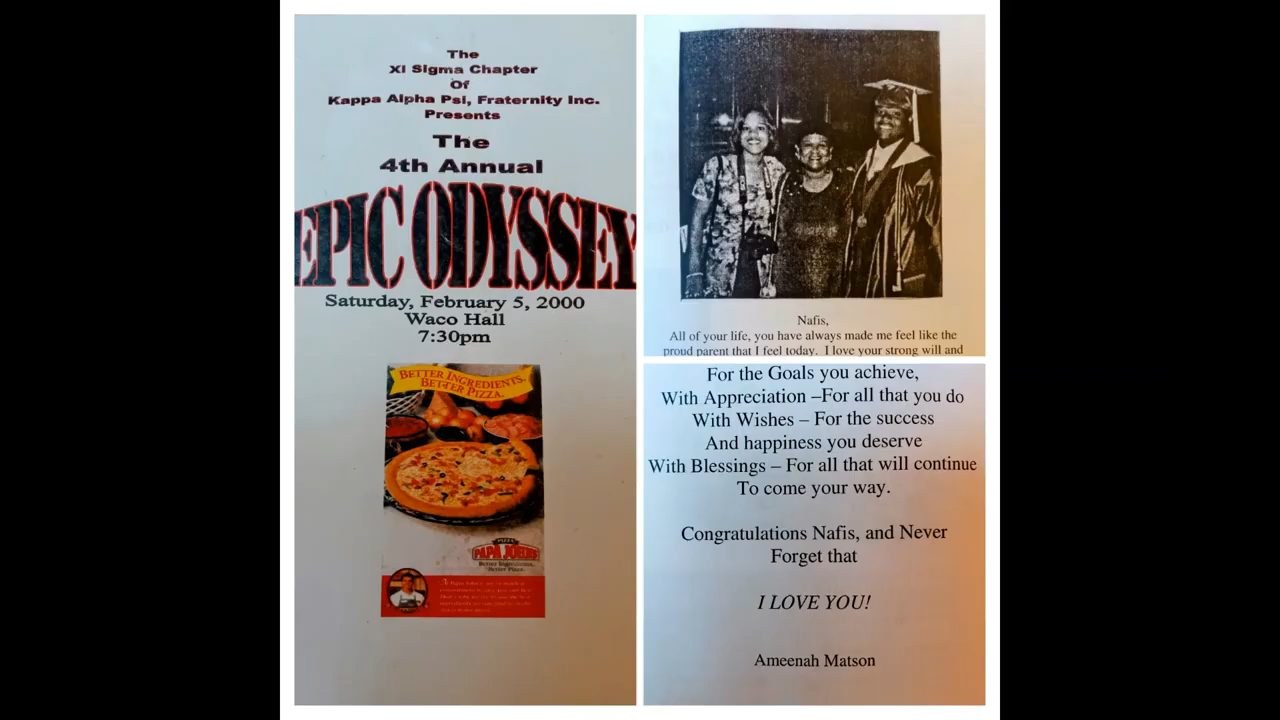 The
Xi Sigma Chapter
Of
Kappa Alpha Psi, Fraternity Inc.
Presents
The
4th Annual
EPIC ODYSSEY
Saturday, February 5, 2000
Waco Hall
7:30pm
BETTER INGREDIENTS.
BETTER PIZZA.
PIZZA
PAPA JOHNS
Better Ingredients.
Better Pizza.
Nafis,
All of your life, you have always made me feel like the
proud parent that I feel today. I love your strong will and
For the Goals you achieve,
With Appreciation –For all that you do
With Wishes – For the success
And happiness you deserve
With Blessings – For all that will continue
To come your way.
Congratulations Nafis, and Never
Forget that
I LOVE YOU!
Ameenah Matson